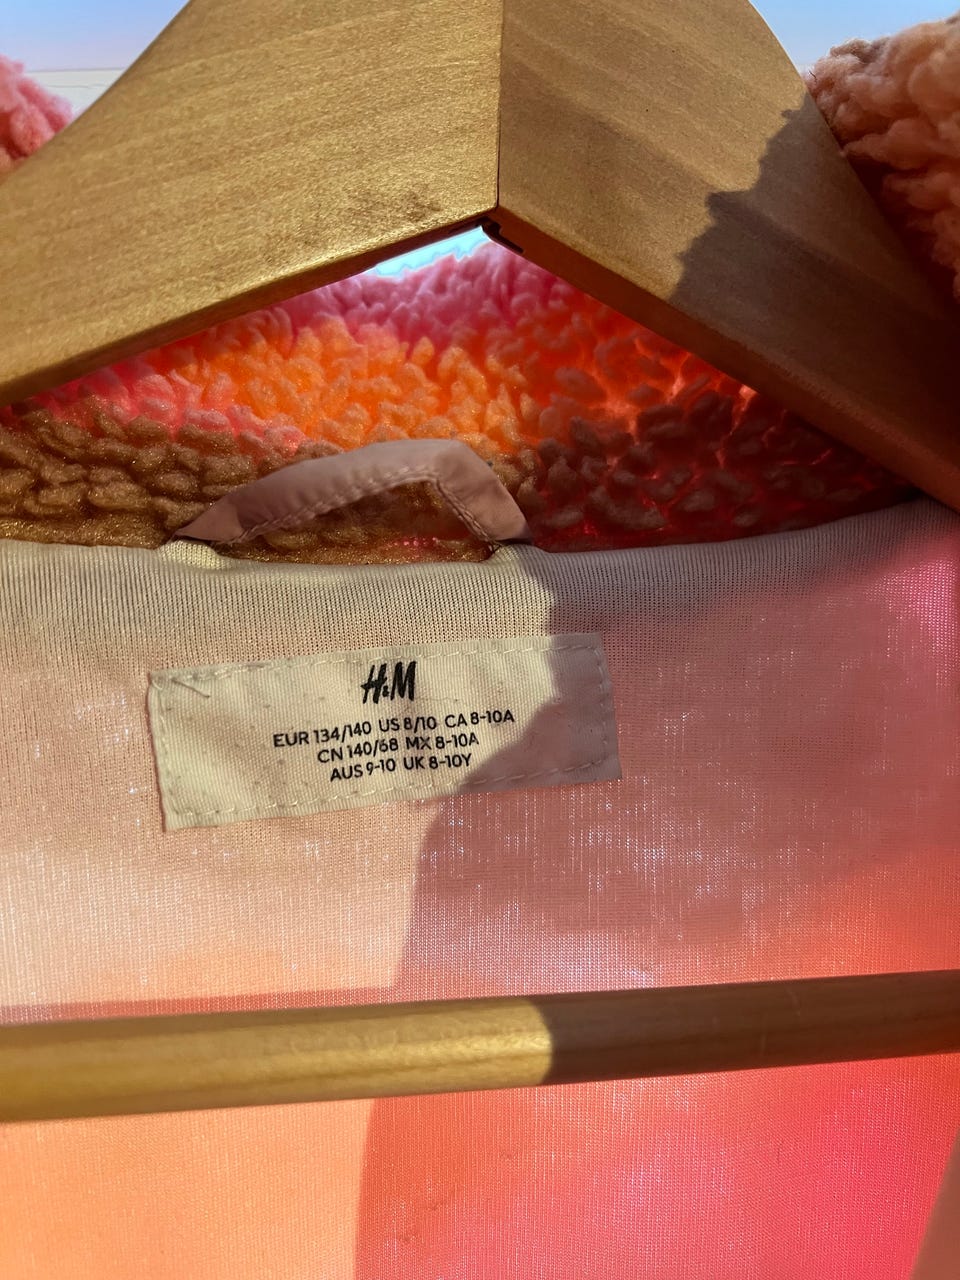 H&M
EUR 134/140 US 8/10 CA 8-10A
CN 140/68 MX 8-10A
AUS 9-10 UK 8-10Y